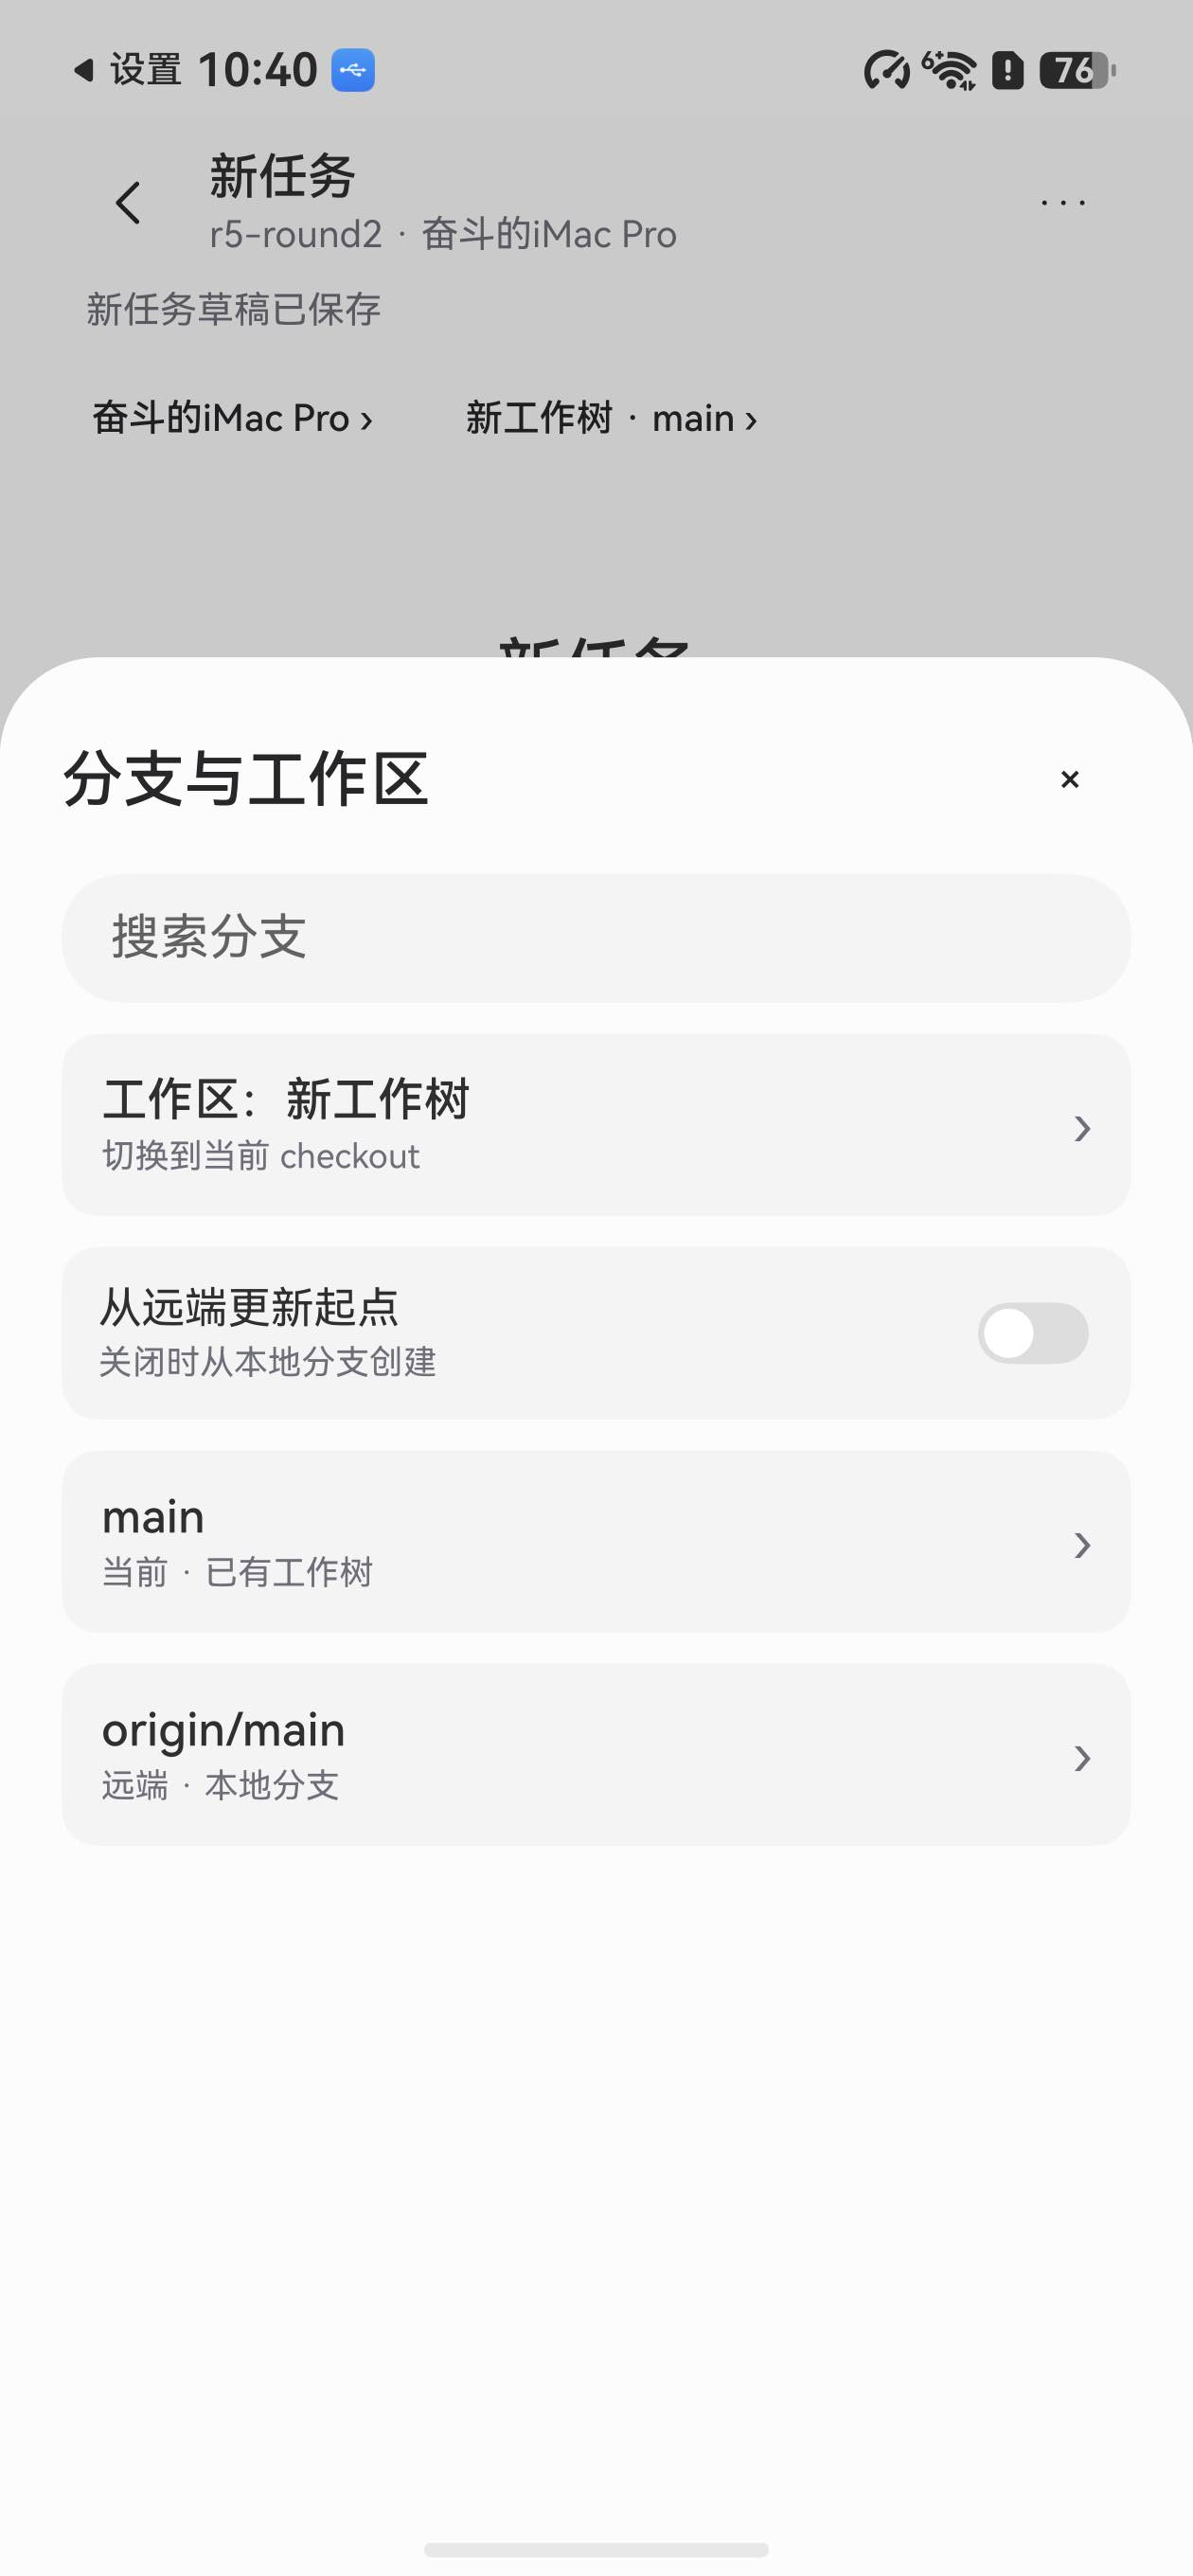 设置 10:40
76
新任务
r5-round2 · 奋斗的iMac Pro
新任务草稿已保存
奋斗的iMac Pro ›
新工作树 · main ›
新任务
分支与工作区
×
搜索分支
工作区：新工作树
切换到当前 checkout
›
从远端更新起点
关闭时从本地分支创建
main
当前 · 已有工作树
›
origin/main
远端 · 本地分支
›